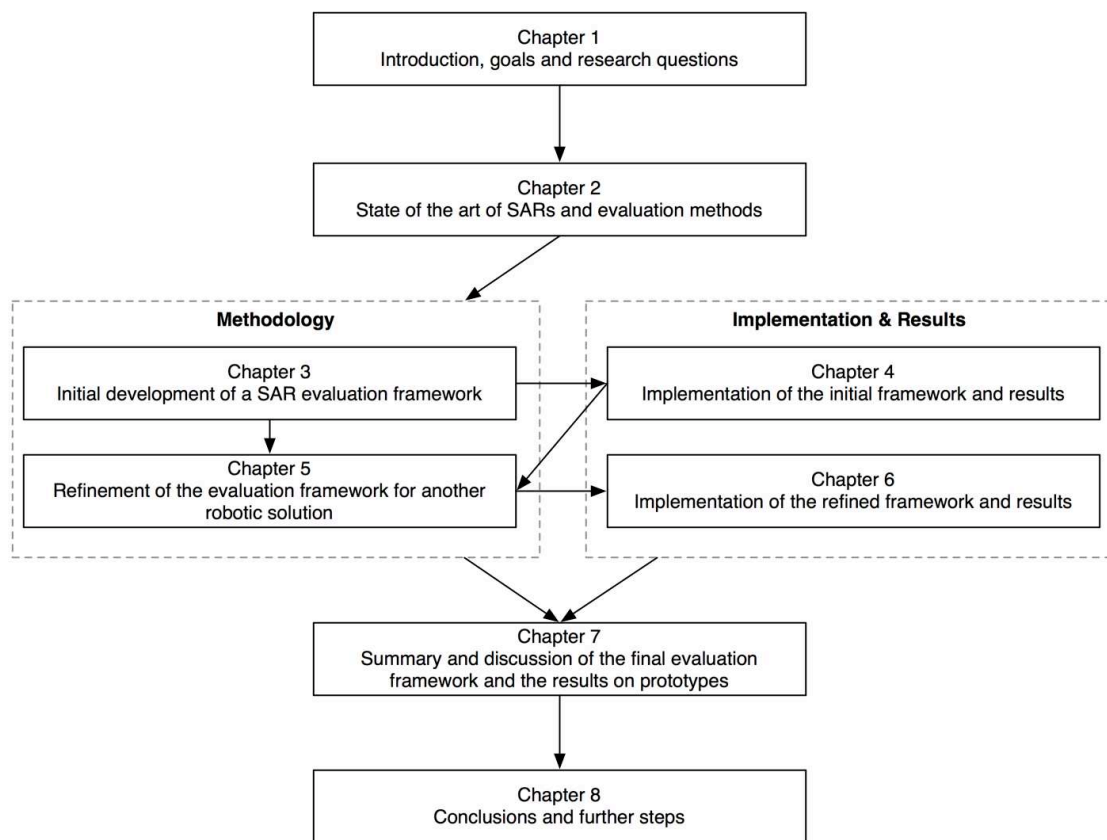 Chapter 1
Introduction, goals and research questions
Chapter 2
State of the art of SARs and evaluation methods
Methodology
Chapter 3
Initial development of a SAR evaluation framework
Chapter 5
Refinement of the evaluation framework for another
robotic solution
Implementation & Results
Chapter 4
Implementation of the initial framework and results
Chapter 6
Implementation of the refined framework and results
Chapter 7
Summary and discussion of the final evaluation
framework and the results on prototypes
Chapter 8
Conclusions and further steps